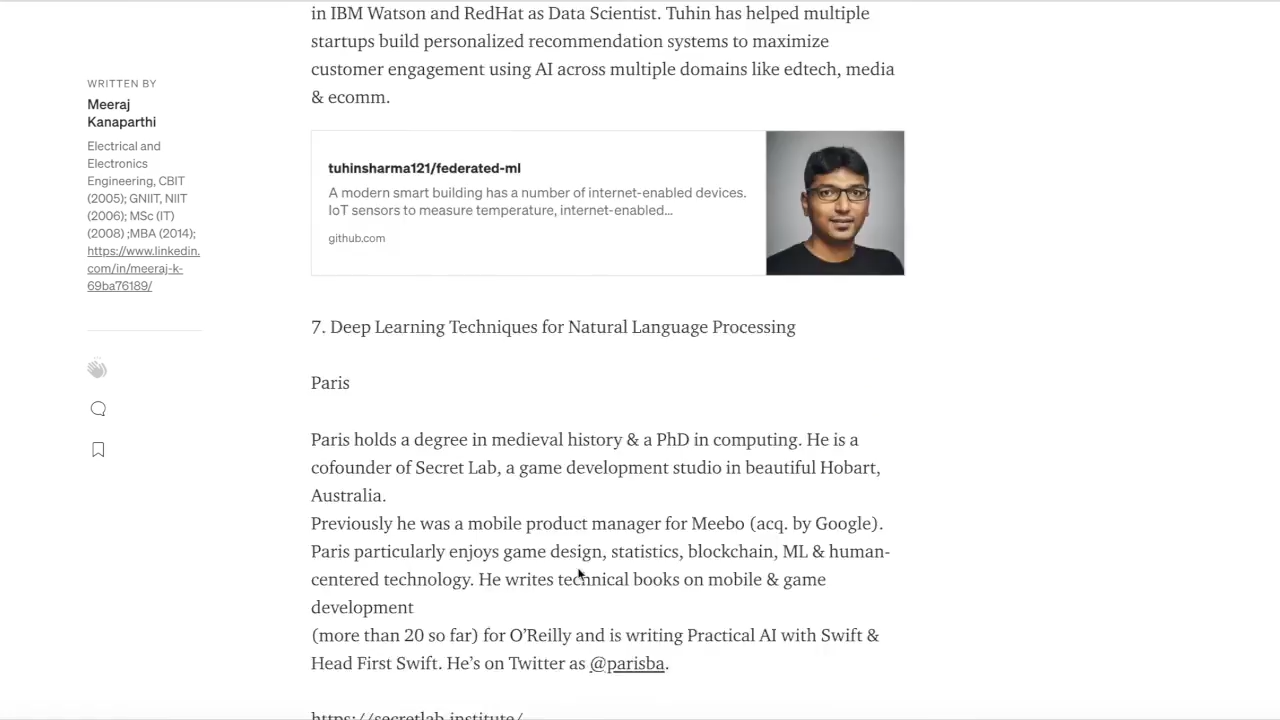 in IBM Watson and RedHat as Data Scientist. Tuhin has helped multiple
startups build personalized recommendation systems to maximize
customer engagement using AI across multiple domains like edtech, media
& ecomm.
WRITTEN BY
Meeraj
Kanaparthi
Electrical and
Electronics
Engineering, CBIT
(2005); GNIIT, NIIT
(2006); MSc (IT)
(2008) ;MBA (2014);
https://www.linkedin.
com/in/meeraj-k-
69ba76189/
tuhinsharma121/federated-ml
A modern smart building has a number of internet-enabled devices.
IoT sensors to measure temperature, internet-enabled...
github.com
7. Deep Learning Techniques for Natural Language Processing
Paris
Paris holds a degree in medieval history & a PhD in computing. He is a
cofounder of Secret Lab, a game development studio in beautiful Hobart,
Australia.
Previously he was a mobile product manager for Meebo (acq. by Google).
Paris particularly enjoys game design, statistics, blockchain, ML & human-
centered technology. He writes technical books on mobile & game
development
(more than 20 so far) for O’Reilly and is writing Practical AI with Swift &
Head First Swift. He’s on Twitter as @parisba.
https://secretlab.institute/